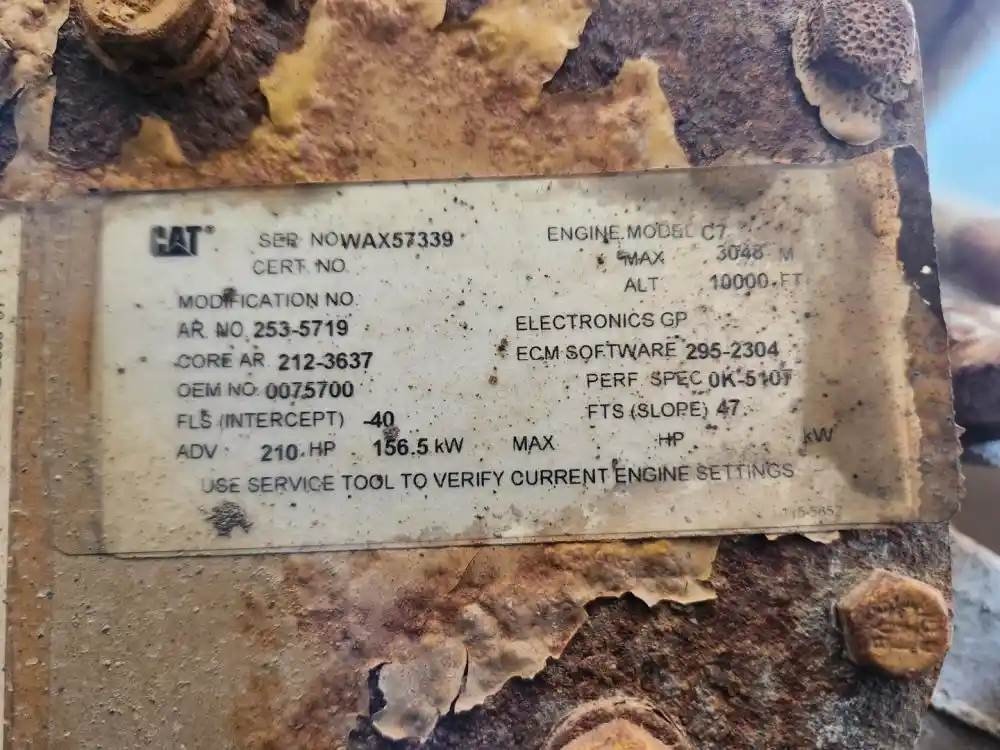 CAT SER NO WAX57339 ENGINE MODEL C7
CERT NO MAX 3048 M
ALT 10000 FT
MODIFICATION NO.
AR. NO. 253-5719 ELECTRONICS GP
CORE AR. 212-3637 ECM SOFTWARE 295-2304
OEM NO. 0075700 PERF SPEC 0K-5107
FLS (INTERCEPT) -40 FTS (SLOPE) 47
ADV 210 HP 156.5 kW MAX HP kW
USE SERVICE TOOL TO VERIFY CURRENT ENGINE SETTINGS